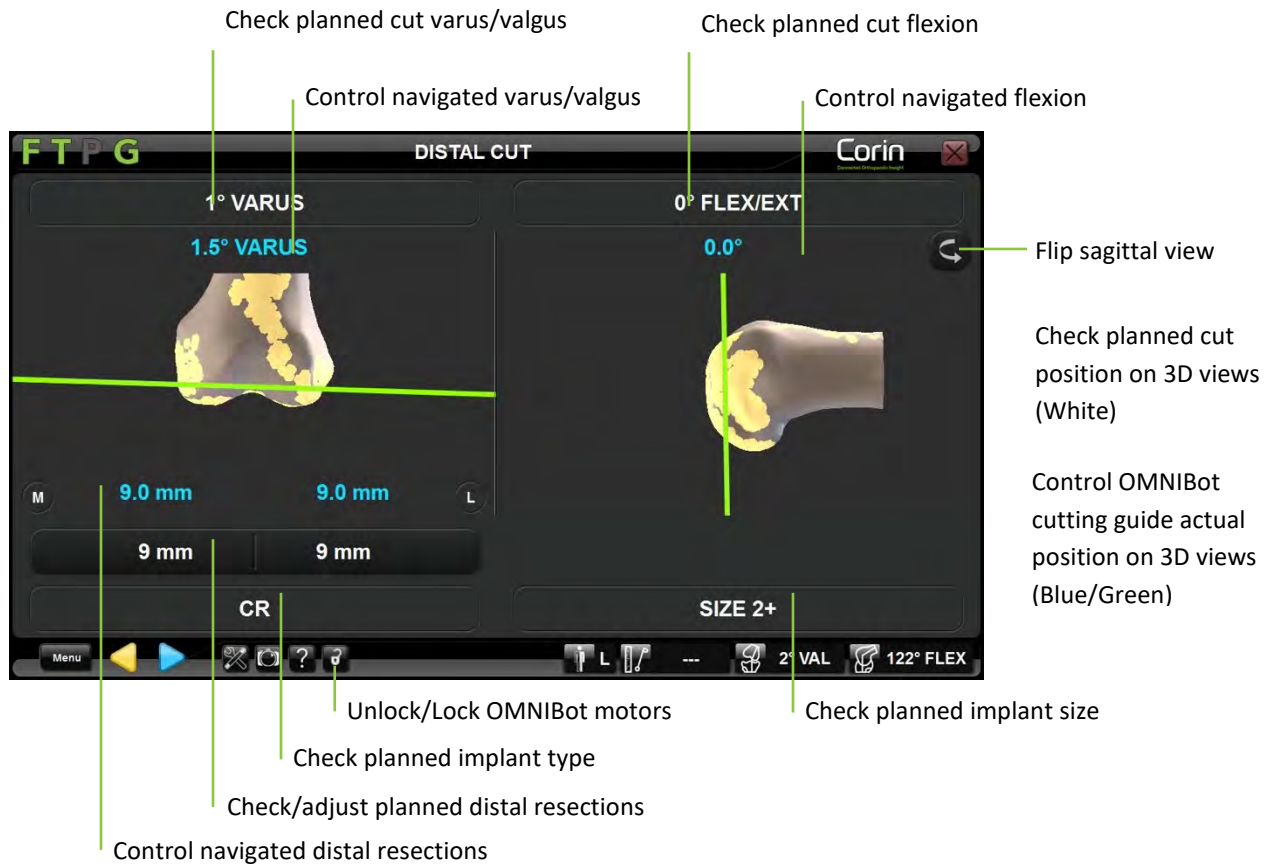 Check planned cut varus/valgus
Check planned cut flexion
Control navigated varus/valgus
Control navigated flexion
F T P G
DISTAL CUT
Corin
Connected Orthopaedic Insight
1° VARUS
0° FLEX/EXT
1.5° VARUS
0.0°
Flip sagittal view
Check planned cut
position on 3D views
(White)
Control OMNIBot
cutting guide actual
position on 3D views
(Blue/Green)
M
9.0 mm
9.0 mm
L
9 mm
9 mm
CR
SIZE 2+
Menu
?
L
---
2° VAL
122° FLEX
Unlock/Lock OMNIBot motors
Check planned implant size
Check planned implant type
Check/adjust planned distal resections
Control navigated distal resections